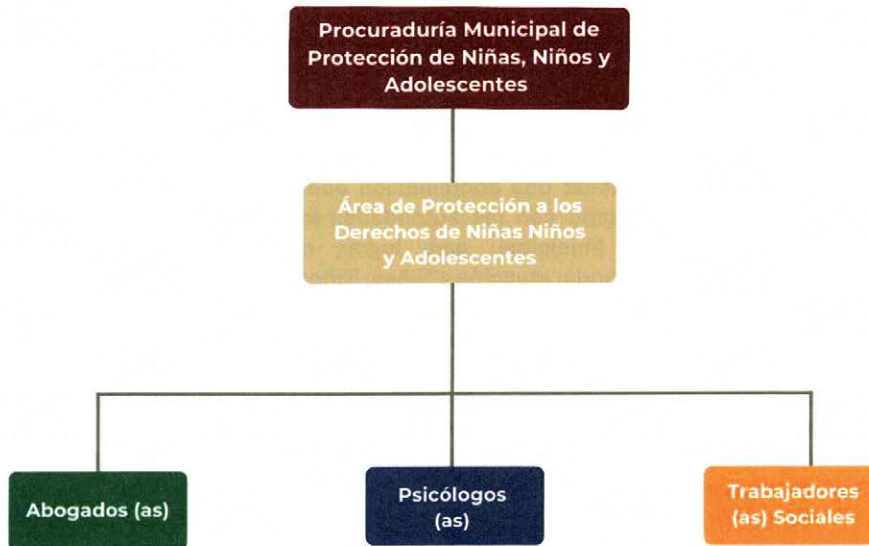 Procuraduría Municipal de
Protección de Niñas, Niños y
Adolescentes
Área de Protección a los
Derechos de Niñas Niños
y Adolescentes
Abogados (as)
Psicólogos
(as)
Trabajadores
(as) Sociales